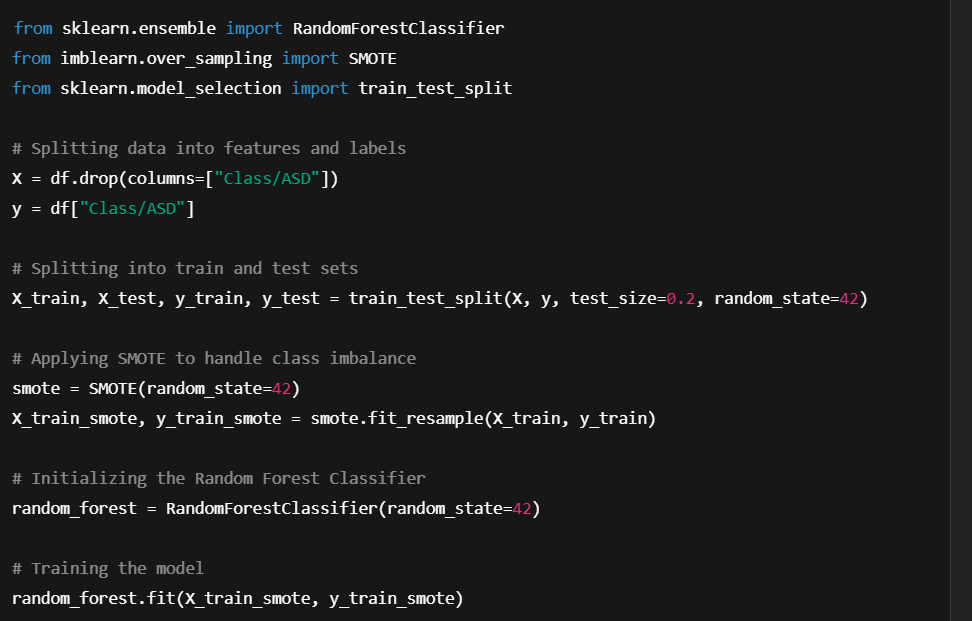 from sklearn.ensemble import RandomForestClassifier
from imblearn.over_sampling import SMOTE
from sklearn.model_selection import train_test_split
# Splitting data into features and labels
X = df.drop(columns=["Class/ASD"])
y = df["Class/ASD"]
# Splitting into train and test sets
X_train, X_test, y_train, y_test = train_test_split(X, y, test_size=0.2, random_state=42)
# Applying SMOTE to handle class imbalance
smote = SMOTE(random_state=42)
X_train_smote, y_train_smote = smote.fit_resample(X_train, y_train)
# Initializing the Random Forest Classifier
random_forest = RandomForestClassifier(random_state=42)
# Training the model
random_forest.fit(X_train_smote, y_train_smote)